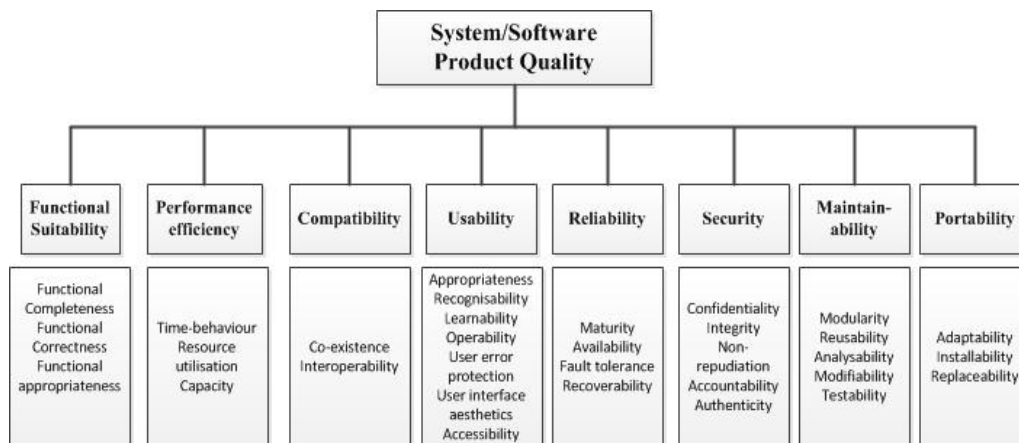 System/Software
Product Quality
Functional
Suitability
Performance
efficiency
Compatibility
Usability
Reliability
Security
Maintain-
ability
Portability
Functional
Completeness
Functional
Correctness
Functional
appropriateness
Time-behaviour
Resource
utilisation
Capacity
Co-existence
Interoperability
Appropriateness
Recognisability
Learnability
Operability
User error
protection
User interface
aesthetics
Accessibility
Maturity
Availability
Fault tolerance
Recoverability
Confidentiality
Integrity
Non-
repudiation
Accountability
Authenticity
Modularity
Reusability
Analysability
Modifiability
Testability
Adaptability
Installability
Replaceability